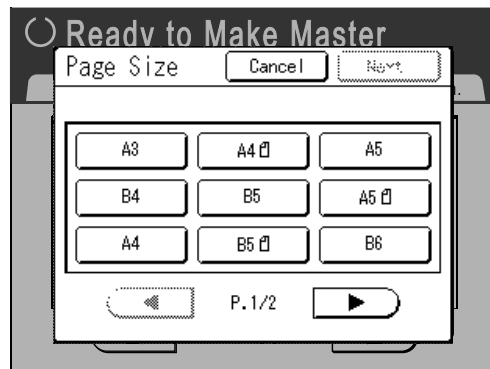 Ready to Make Master
Page Size Cancel Next
A3 A4 A5
B4 B5 A5
A4 B5 B6
P.1/2